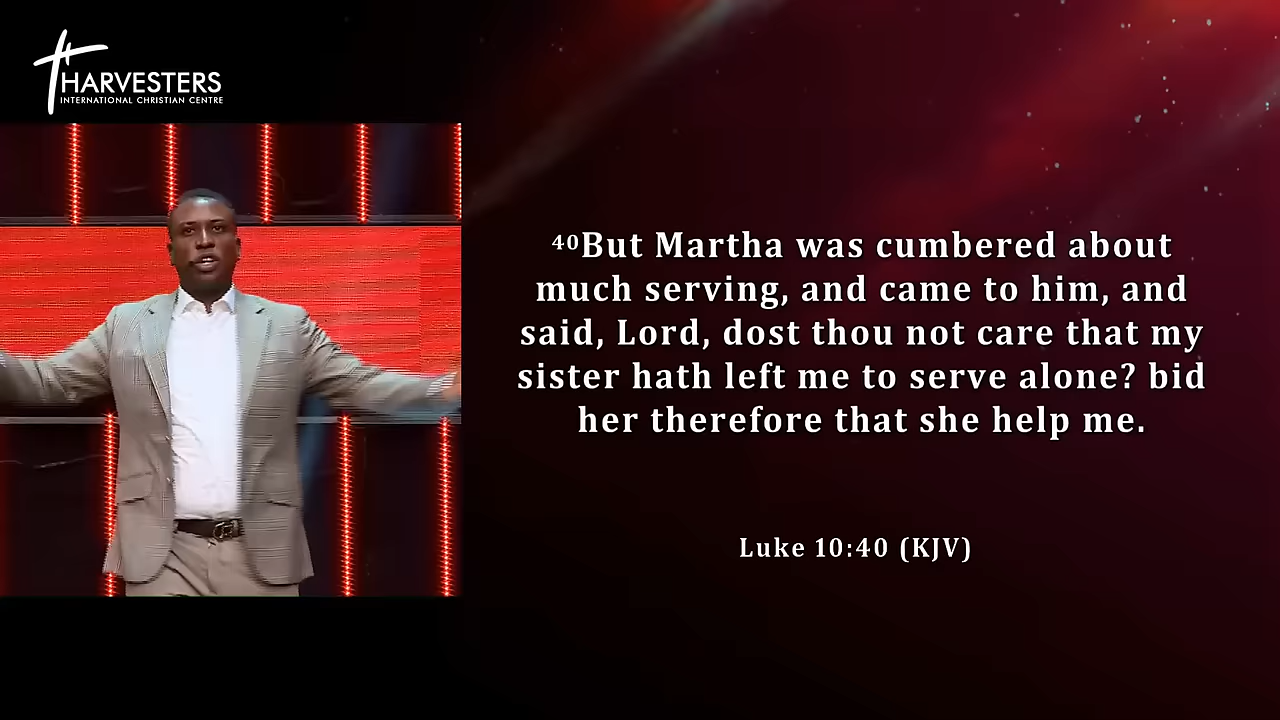 HARVESTERS
INTERNATIONAL CHRISTIAN CENTRE
⁴⁰But Martha was cumbered about
much serving, and came to him, and
said, Lord, dost thou not care that my
sister hath left me to serve alone? bid
her therefore that she help me.
Luke 10:40 (KJV)